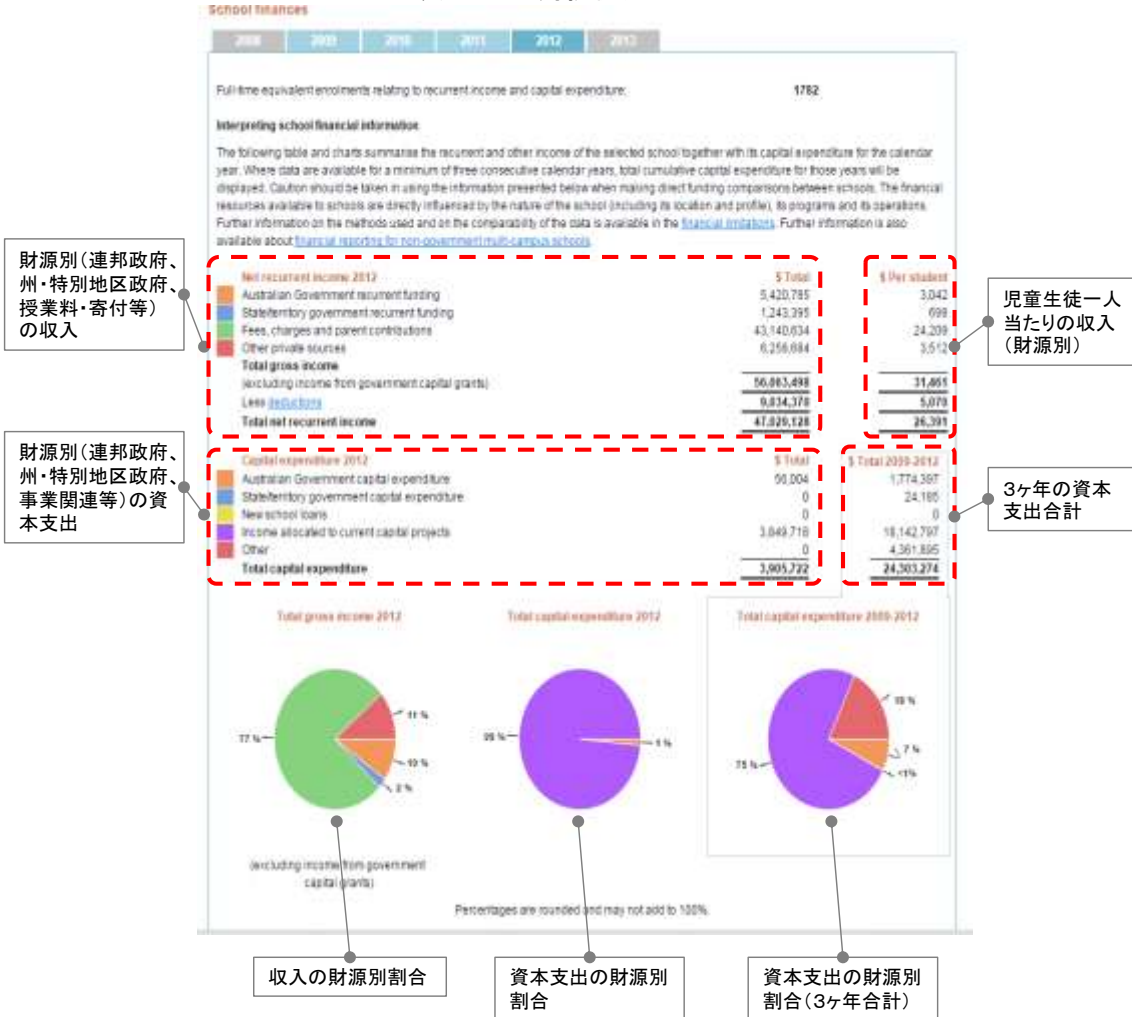 School finances
2008 2009 2010 2011 2012 2013
Full-time equivalent enrolments relating to recurrent income and capital expenditure: 1782
Interpreting school financial information
The following table and charts summarise the recurrent and other income of the selected school together with its capital expenditure for the calendar
year. Where data are available for a minimum of three consecutive calendar years, total cumulative capital expenditure for those years will be
displayed. Caution should be taken in using the information presented below when making direct funding comparisons between schools. The financial
resources available to schools are directly influenced by the nature of the school (including its location and profile), its programs and its operations.
Further information on the methods used and on the comparability of the data is available in the financial limitations. Further information is also
available about financial reporting for non-government multi-campus schools.
財源別(連邦政府、
州・特別地区政府、
授業料・寄付等)
の収入
Net recurrent income 2012 $ Total $ Per student
Australian Government recurrent funding 5,420,785 3,042
State/territory government recurrent funding 1,243,395 699
Fees, charges and parent contributions 43,140,634 24,209
Other private sources 6,258,684 3,512
Total gross income
(excluding income from government capital grants) 56,063,498 31,461
Less deductions 9,034,370 5,070
Total net recurrent income 47,029,128 26,391
児童生徒一人
当たりの収入
(財源別)
財源別(連邦政府、
州・特別地区政府、
事業関連等)の資
本支出
Capital expenditure 2012 $ Total $ Total 2009-2012
Australian Government capital expenditure 56,004 1,774,397
State/territory government capital expenditure 0 24,185
New school loans 0 0
Income allocated to current capital projects 3,849,718 18,142,797
Other 0 4,361,895
Total capital expenditure 3,905,722 24,303,274
3ヶ年の資本
支出合計
Total gross income 2012 Total capital expenditure 2012 Total capital expenditure 2009-2012
77 % 11 % 10 % 2 %
99 % 1 %
75 % 18 % 7 % <1%
(excluding income from government
capital grants)
Percentages are rounded and may not add to 100%.
収入の財源別割合
資本支出の財源別
割合
資本支出の財源別
割合(3ヶ年合計)